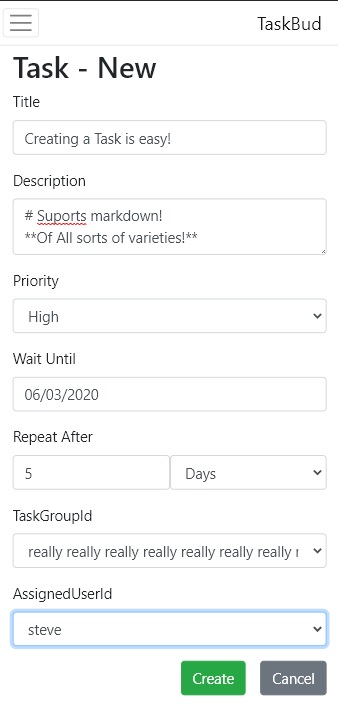 TaskBud
Task - New
Title
Creating a Task is easy!
Description
# Suports markdown!
**Of All sorts of varieties!**
Priority
High
Wait Until
06/03/2020
Repeat After
5 Days
TaskGroupId
really really really really really really really r
AssignedUserId
steve
Create Cancel